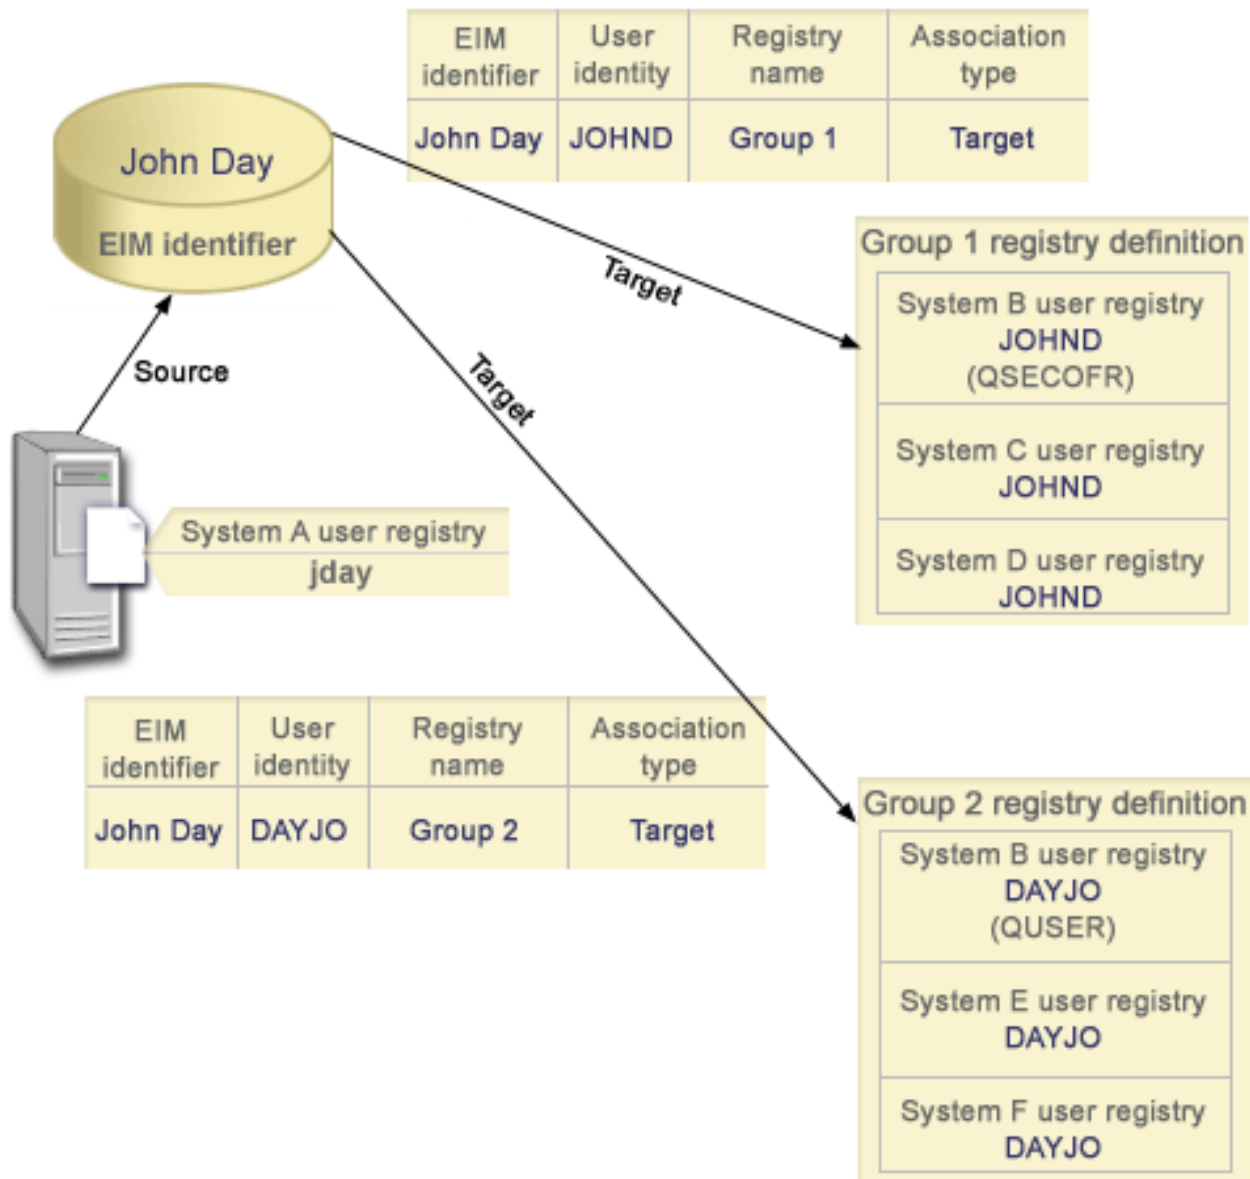 EIM identifier
User identity
Registry name
Association type
John Day
JOHND
Group 1
Target
John Day
EIM identifier
Target
Target
Source
Group 1 registry definition
System B user registry
JOHND
(QSECOFR)
System C user registry
JOHND
System D user registry
JOHND
System A user registry
jday
EIM identifier
User identity
Registry name
Association type
John Day
DAYJO
Group 2
Target
Group 2 registry definition
System B user registry
DAYJO
(QUSER)
System E user registry
DAYJO
System F user registry
DAYJO